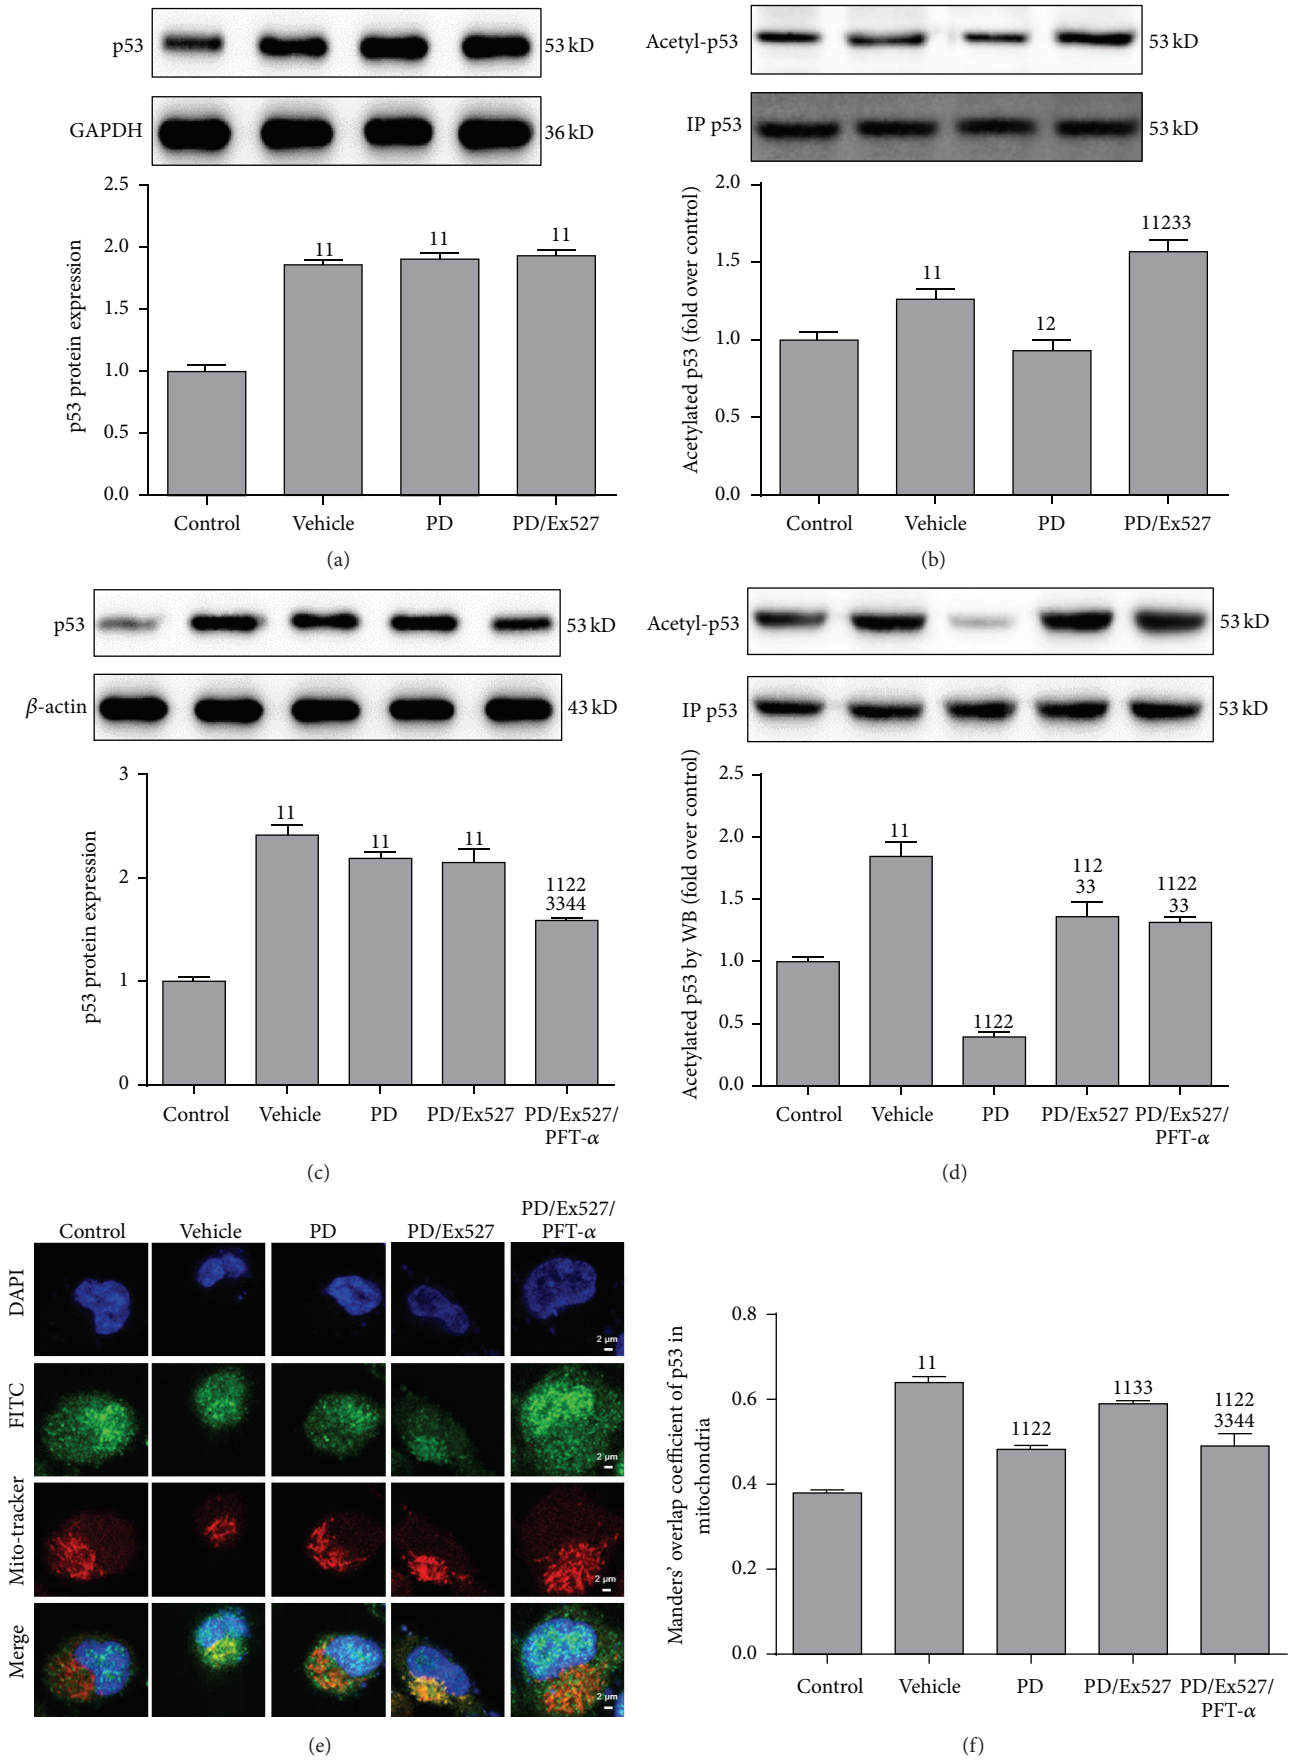 p53
53 kD
GAPDH
36 kD
2.5
2.0
1.5
1.0
0.5
0.0
p53 protein expression
11
11
11
Control Vehicle PD PD/Ex527
(a)
Acetyl-p53
53 kD
IP p53
53 kD
2.0
1.5
1.0
0.5
0.0
Acetylated p53 (fold over control)
11
12
11233
Control Vehicle PD PD/Ex527
(b)
p53
53 kD
β-actin
43 kD
3
2
1
0
p53 protein expression
11
11
11
1122
3344
Control Vehicle PD PD/Ex527 PD/Ex527/
PFT-α
(c)
Acetyl-p53
53 kD
IP p53
53 kD
2.5
2.0
1.5
1.0
0.5
0.0
Acetylated p53 by WB (fold over control)
11
1122
112
33
1122
33
Control Vehicle PD PD/Ex527 PD/Ex527/
PFT-α
(d)
Control Vehicle PD PD/Ex527 PD/Ex527/
PFT-α
DAPI
2 μm
FITC
2 μm
Mito-tracker
2 μm
Merge
2 μm
(e)
0.8
0.6
0.4
0.2
0.0
Manders' overlap coefficient of p53 in
mitochondria
11
1122
1133
1122
3344
Control Vehicle PD PD/Ex527 PD/Ex527/
PFT-α
(f)